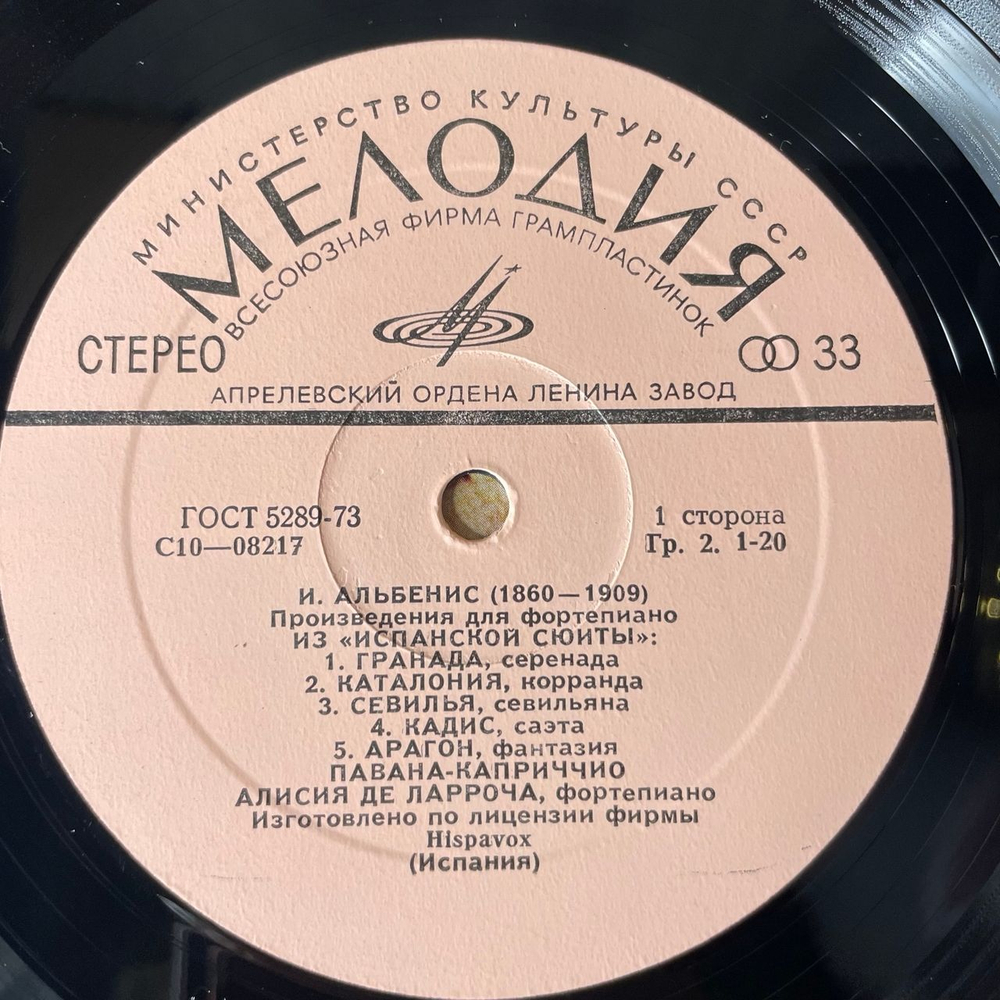 МИНИСТЕРСТВО КУЛЬТУРЫ СССР
МЕЛОДИЯ
ВСЕСОЮЗНАЯ ФИРМА ГРАМПЛАСТИНОК
СТЕРЕО
33
АПРЕЛЕВСКИЙ ОРДЕНА ЛЕНИНА ЗАВОД
ГОСТ 5289-73
С10—08217
1 сторона
Гр. 2. 1-20
И. АЛЬБЕНИС (1860—1909)
Произведения для фортепиано
ИЗ «ИСПАНСКОЙ СЮИТЫ»:
1. ГРАНАДА, серенада
2. КАТАЛОНИЯ, корранда
3. СЕВИЛЬЯ, севильяна
4. КАДИС, саэта
5. АРАГОН, фантазия
ПАВАНА-КАПРИЧЧИО
АЛИСИЯ ДЕ ЛАРРОЧА, фортепиано
Изготовлено по лицензии фирмы
Hispavox
(Испания)